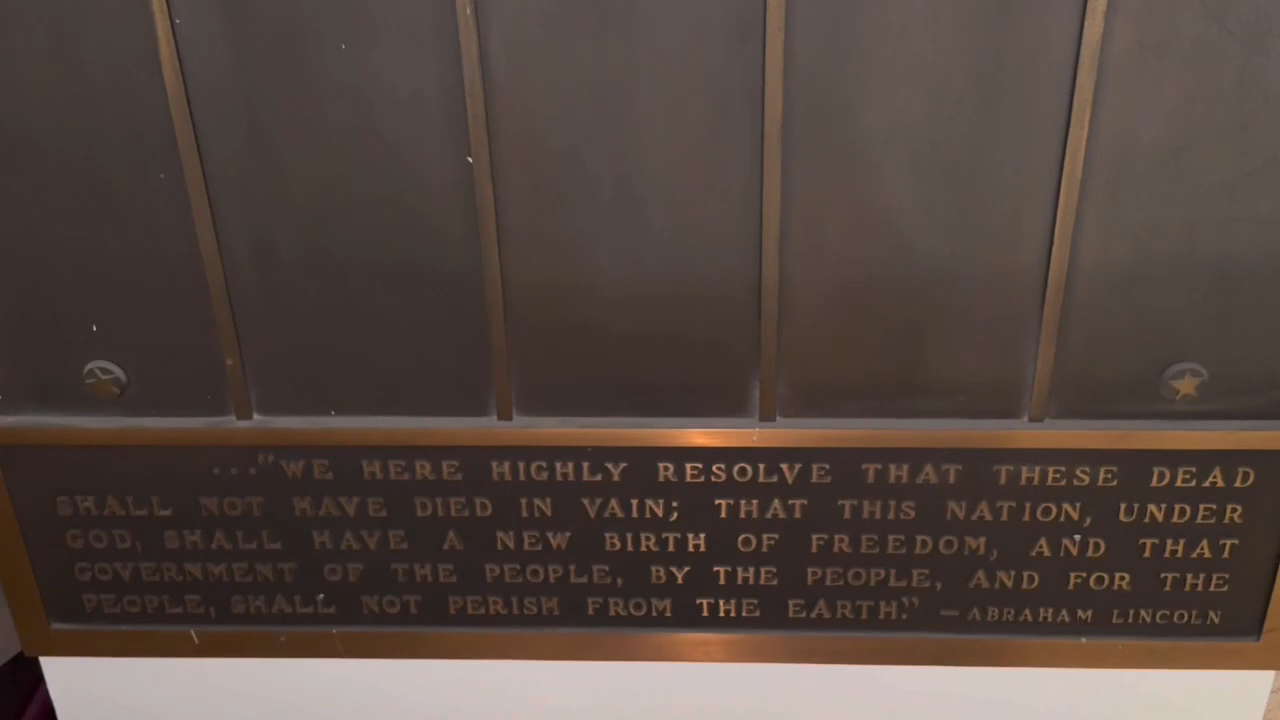 ..."WE HERE HIGHLY RESOLVE THAT THESE DEAD
SHALL NOT HAVE DIED IN VAIN; THAT THIS NATION, UNDER
GOD, SHALL HAVE A NEW BIRTH OF FREEDOM, AND THAT
GOVERNMENT OF THE PEOPLE, BY THE PEOPLE, AND FOR THE
PEOPLE, SHALL NOT PERISH FROM THE EARTH." —ABRAHAM LINCOLN